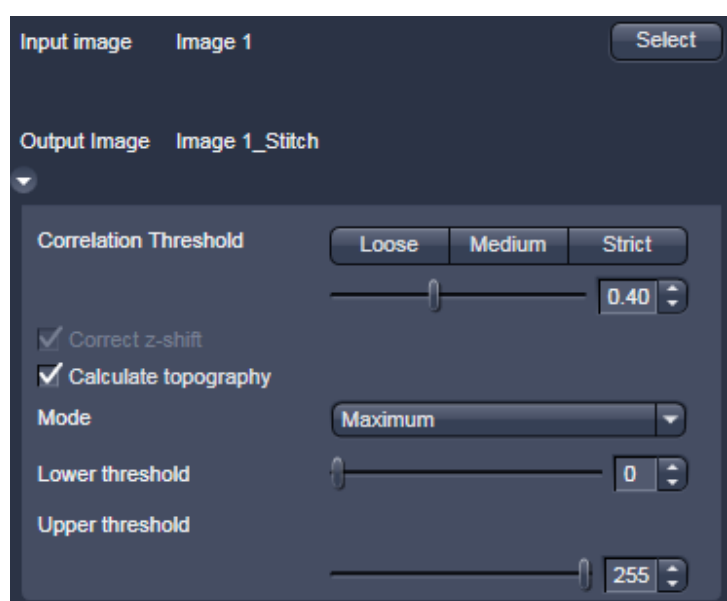 Input image Image 1 Select
Output Image Image 1_Stitch
Correlation Threshold Loose Medium Strict
0.40
Correct z-shift
Calculate topography
Mode Maximum
Lower threshold 0
Upper threshold
255